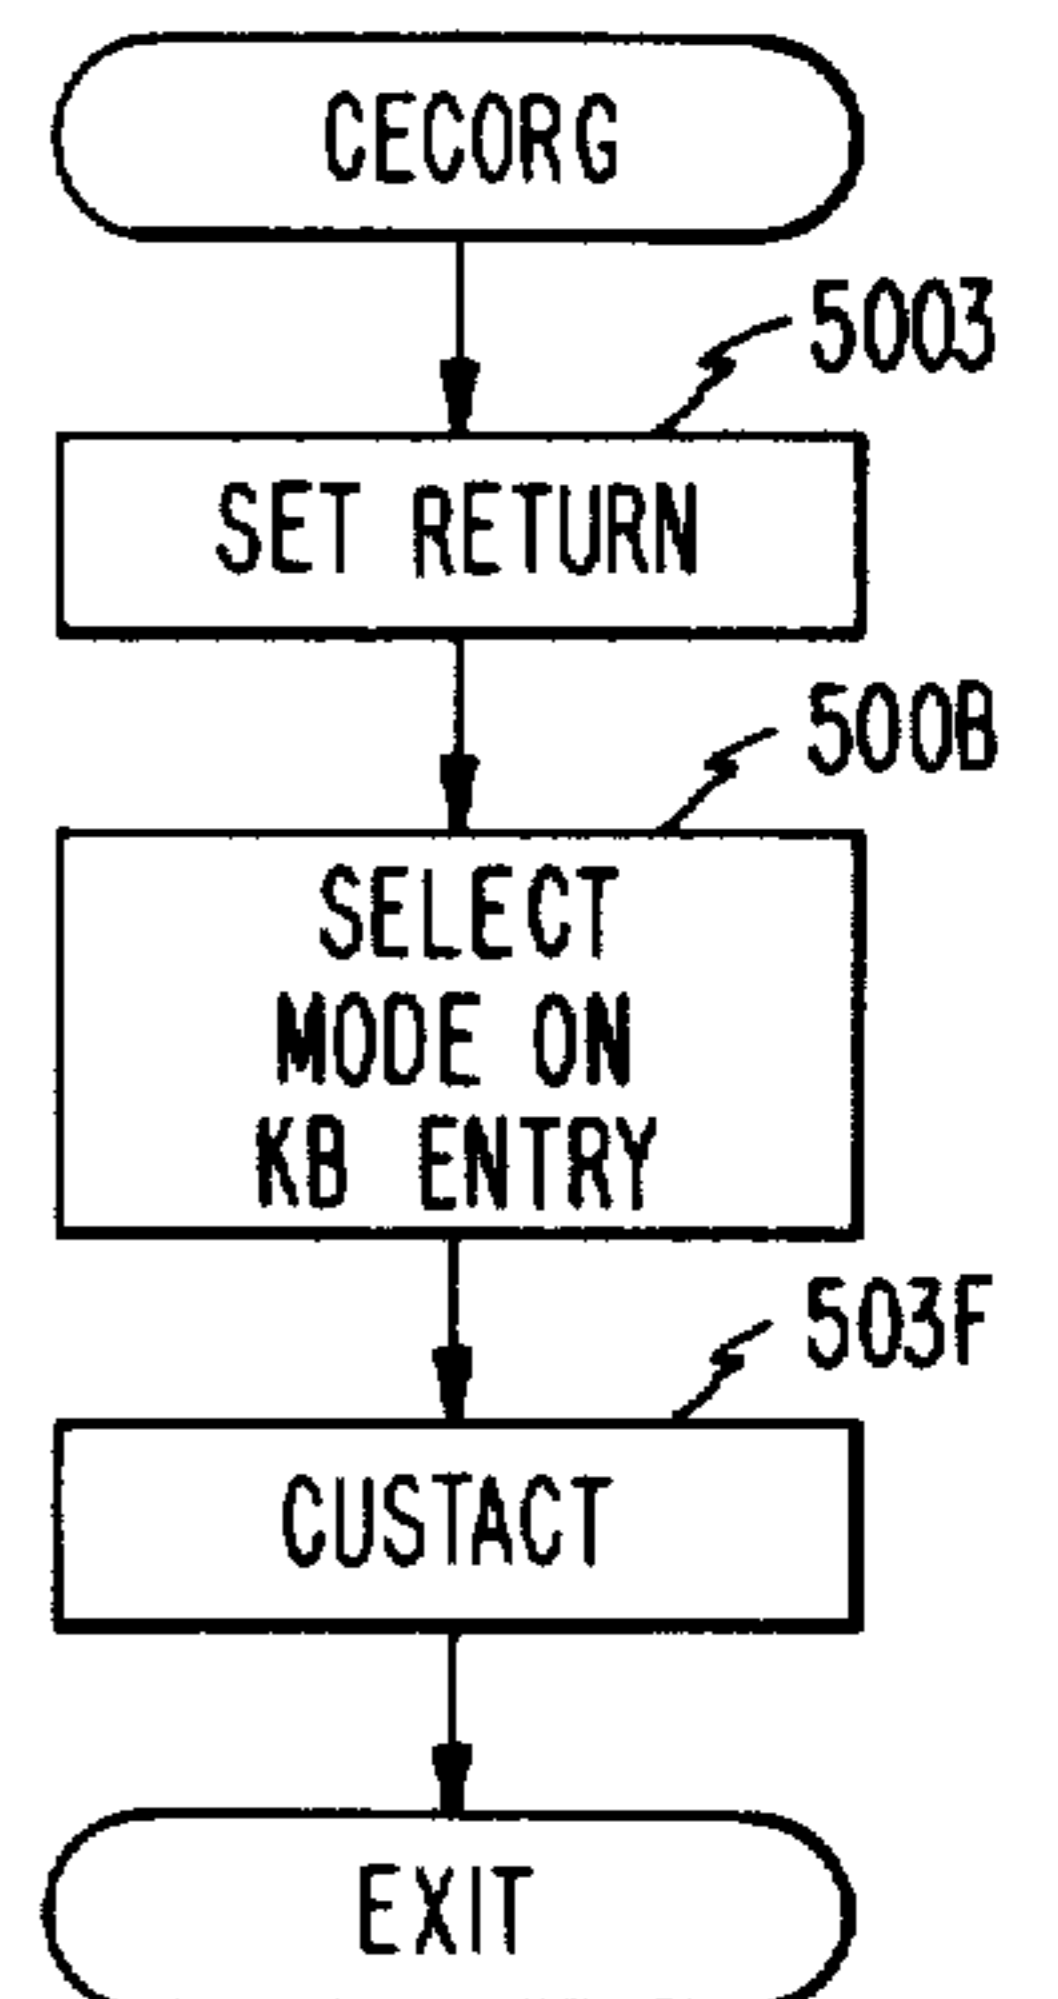 CECORG
5003
SET RETURN
500B
SELECT
MODE ON
KB ENTRY
503F
CUSTACT
EXIT